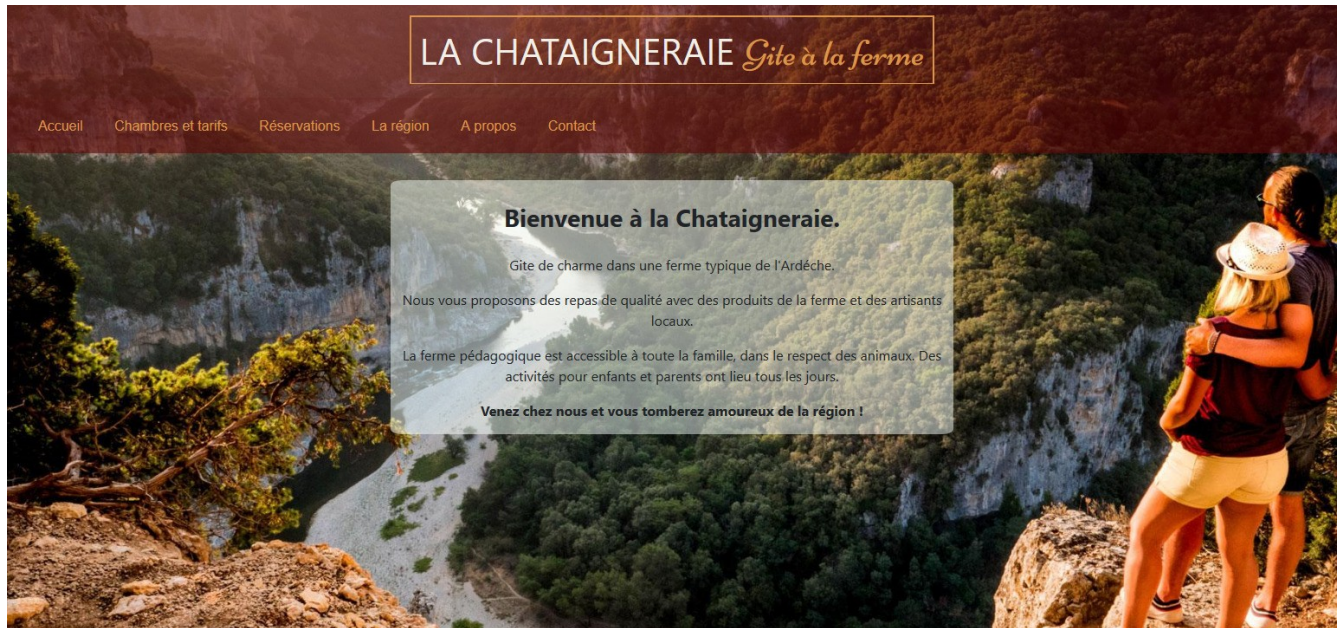 LA CHATAIGNERAIE Gite à la ferme
Accueil Chambres et tarifs Réservations La région A propos Contact
Bienvenue à la Chataigneraie.
Gite de charme dans une ferme typique de l'Ardéche.
Nous vous proposons des repas de qualité avec des produits de la ferme et des artisants
locaux.
La ferme pédagogique est accessible à toute la famille, dans le respect des animaux. Des
activités pour enfants et parents ont lieu tous les jours.
Venez chez nous et vous tomberez amoureux de la région !